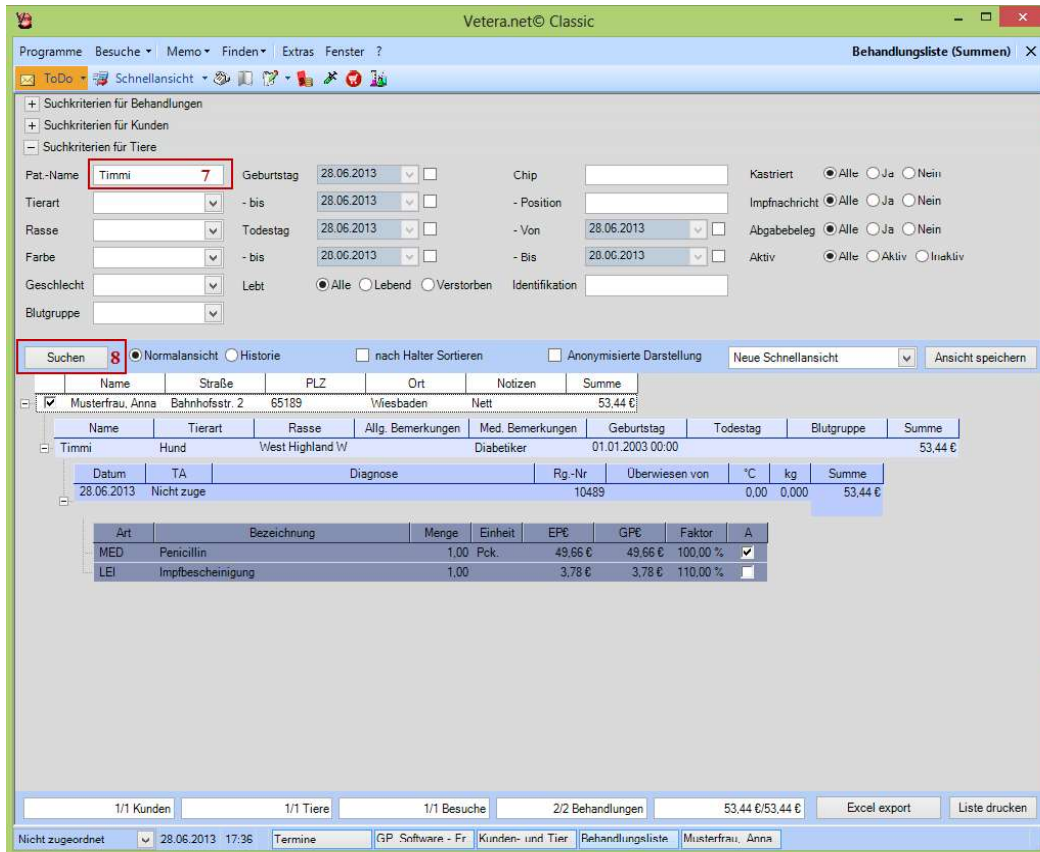 Vetera.net© Classic
Programme Besuche Memo Finden Extras Fenster ? Behandlungsliste (Summen) X
ToDo Schnellansicht
+ Suchkriterien für Behandlungen
+ Suchkriterien für Kunden
− Suchkriterien für Tiere
Pat.-Name Timmi 7 Geburtstag 28.06.2013 Chip Kastriert Alle Ja Nein
Tierart - bis 28.06.2013 - Position Impfnachricht Alle Ja Nein
Rasse Todestag 28.06.2013 - Von 28.06.2013 Abgabebeleg Alle Ja Nein
Farbe - bis 28.06.2013 - Bis 28.06.2013 Aktiv Alle Aktiv Inaktiv
Geschlecht Lebt Alle Lebend Verstorben Identifikation
Blutgruppe
Suchen 8 Normalansicht Historie nach Halter Sortieren Anonymisierte Darstellung Neue Schnellansicht Ansicht speichern
Name Straße PLZ Ort Notizen Summe
Musterfrau, Anna Bahnhofsstr. 2 65189 Wiesbaden Nett 53,44 €
Name Tierart Rasse Allg. Bemerkungen Med. Bemerkungen Geburtstag Todestag Blutgruppe Summe
Timmi Hund West Highland W Diabetiker 01.01.2003 00:00 53,44 €
Datum TA Diagnose Rg.-Nr Überwiesen von °C kg Summe
28.06.2013 Nicht zuge 10489 0,00 0,000 53,44 €
Art Bezeichnung Menge Einheit EP€ GP€ Faktor A
MED Penicillin 1,00 Pck. 49,66 € 49,66 € 100,00 %
LEI Impfbescheinigung 1,00 3,78 € 3,78 € 110,00 %
1/1 Kunden 1/1 Tiere 1/1 Besuche 2/2 Behandlungen 53,44 €/53,44 € Excel export Liste drucken
Nicht zugeordnet 28.06.2013 17:36 Termine GP. Software - Er Kunden- und Tier Behandlungsliste Musterfrau, Anna